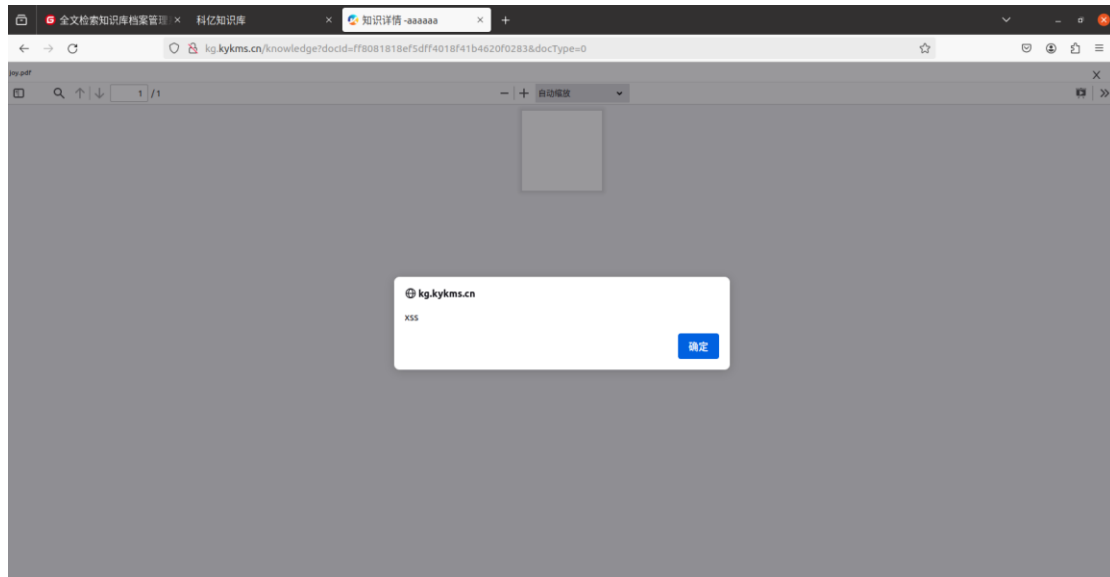 全文检索知识库档案管理 科亿知识库 知识详情 -aaaaaa
kg.kykms.cn/knowledge?docId=ff8081818ef5dff4018f41b4620f0283&docType=0
joy.pdf
1 /1 自动缩放
kg.kykms.cn
xss
确定